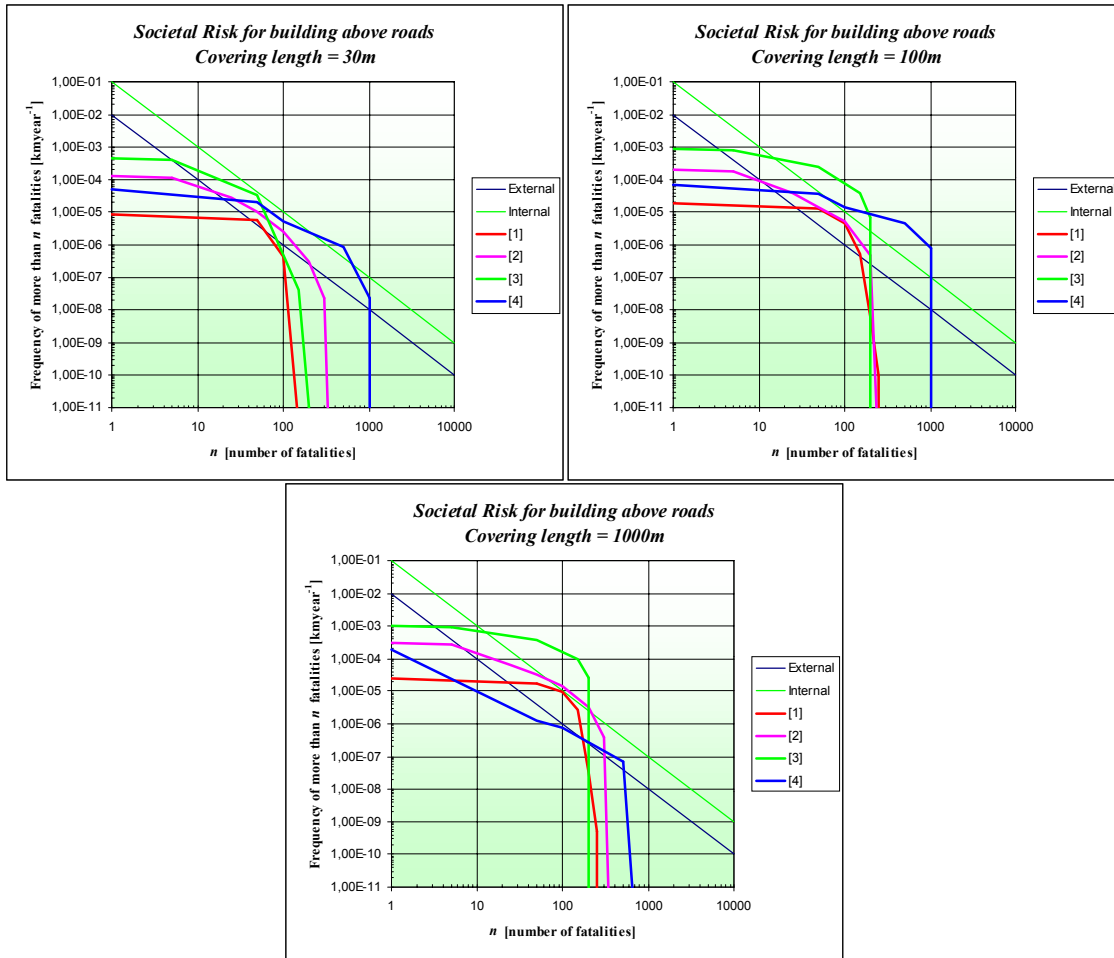 Societal Risk for building above roads
Covering length = 30m
Frequency of more than n fatalities [kmyear-1]
1,00E-01
1,00E-02
1,00E-03
1,00E-04
1,00E-05
1,00E-06
1,00E-07
1,00E-08
1,00E-09
1,00E-10
1,00E-11
1 10 100 1000 10000
n [number of fatalities]
External
Internal
[1]
[2]
[3]
[4]
Societal Risk for building above roads
Covering length = 100m
Frequency of more than n fatalities [kmyear-1]
1,00E-01
1,00E-02
1,00E-03
1,00E-04
1,00E-05
1,00E-06
1,00E-07
1,00E-08
1,00E-09
1,00E-10
1,00E-11
1 10 100 1000 10000
n [number of fatalities]
External
Internal
[1]
[2]
[3]
[4]
Societal Risk for building above roads
Covering length = 1000m
Frequency of more than n fatalities [kmyear-1]
1,00E-01
1,00E-02
1,00E-03
1,00E-04
1,00E-05
1,00E-06
1,00E-07
1,00E-08
1,00E-09
1,00E-10
1,00E-11
1 10 100 1000 10000
n [number of fatalities]
External
Internal
[1]
[2]
[3]
[4]